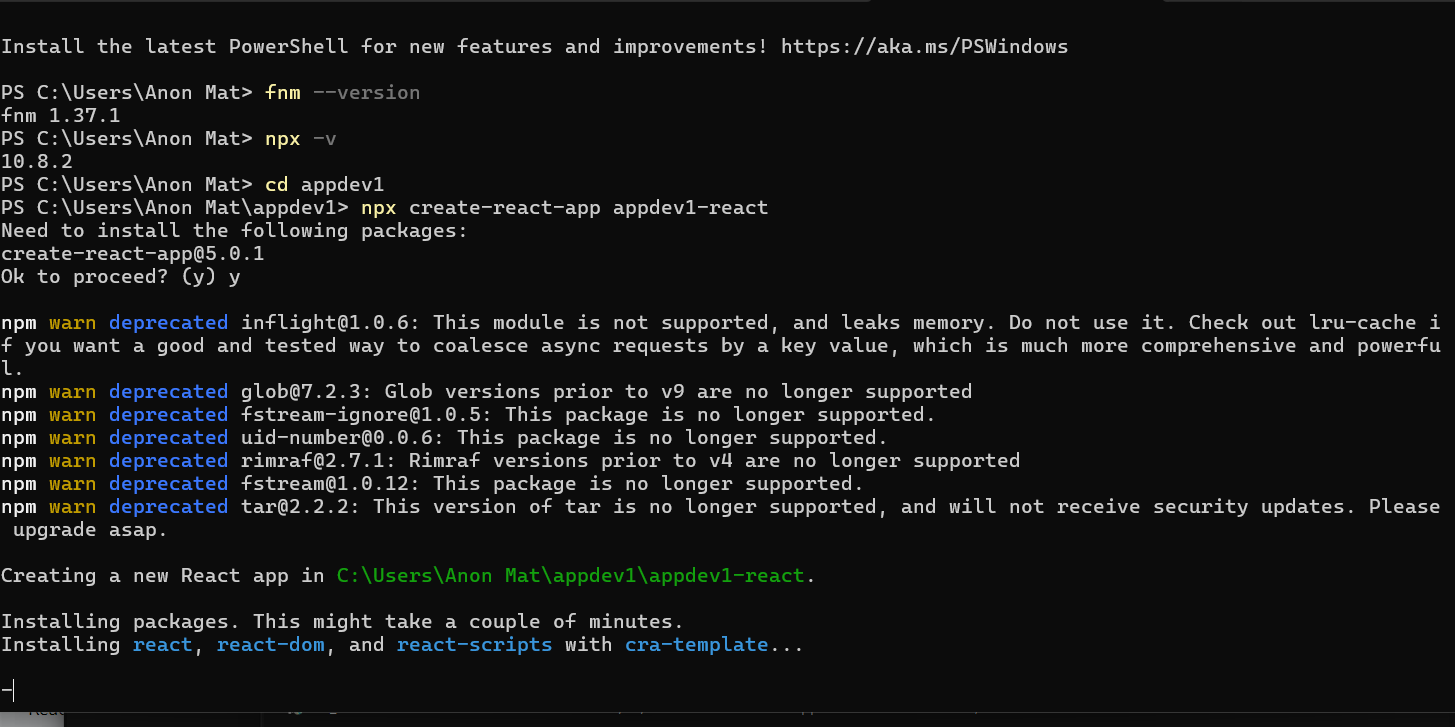 Install the latest PowerShell for new features and improvements! https://aka.ms/PSWindows
PS C:\Users\Anon Mat> fnm --version
fnm 1.37.1
PS C:\Users\Anon Mat> npx -v
10.8.2
PS C:\Users\Anon Mat> cd appdev1
PS C:\Users\Anon Mat\appdev1> npx create-react-app appdev1-react
Need to install the following packages:
create-react-app@5.0.1
Ok to proceed? (y) y
npm warn deprecated inflight@1.0.6: This module is not supported, and leaks memory. Do not use it. Check out lru-cache i
f you want a good and tested way to coalesce async requests by a key value, which is much more comprehensive and powerfu
l.
npm warn deprecated glob@7.2.3: Glob versions prior to v9 are no longer supported
npm warn deprecated fstream-ignore@1.0.5: This package is no longer supported.
npm warn deprecated uid-number@0.0.6: This package is no longer supported.
npm warn deprecated rimraf@2.7.1: Rimraf versions prior to v4 are no longer supported
npm warn deprecated fstream@1.0.12: This package is no longer supported.
npm warn deprecated tar@2.2.2: This version of tar is no longer supported, and will not receive security updates. Please
 upgrade asap.
Creating a new React app in C:\Users\Anon Mat\appdev1\appdev1-react.
Installing packages. This might take a couple of minutes.
Installing react, react-dom, and react-scripts with cra-template...
-